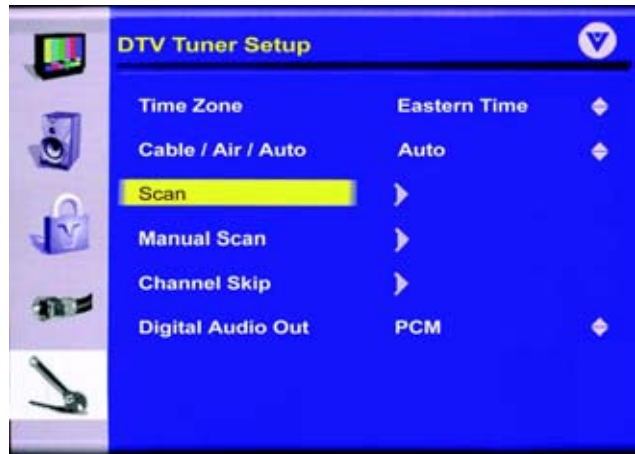 DTV Tuner Setup
Time Zone Eastern Time
Cable / Air / Auto Auto
Scan
Manual Scan
Channel Skip
Digital Audio Out PCM